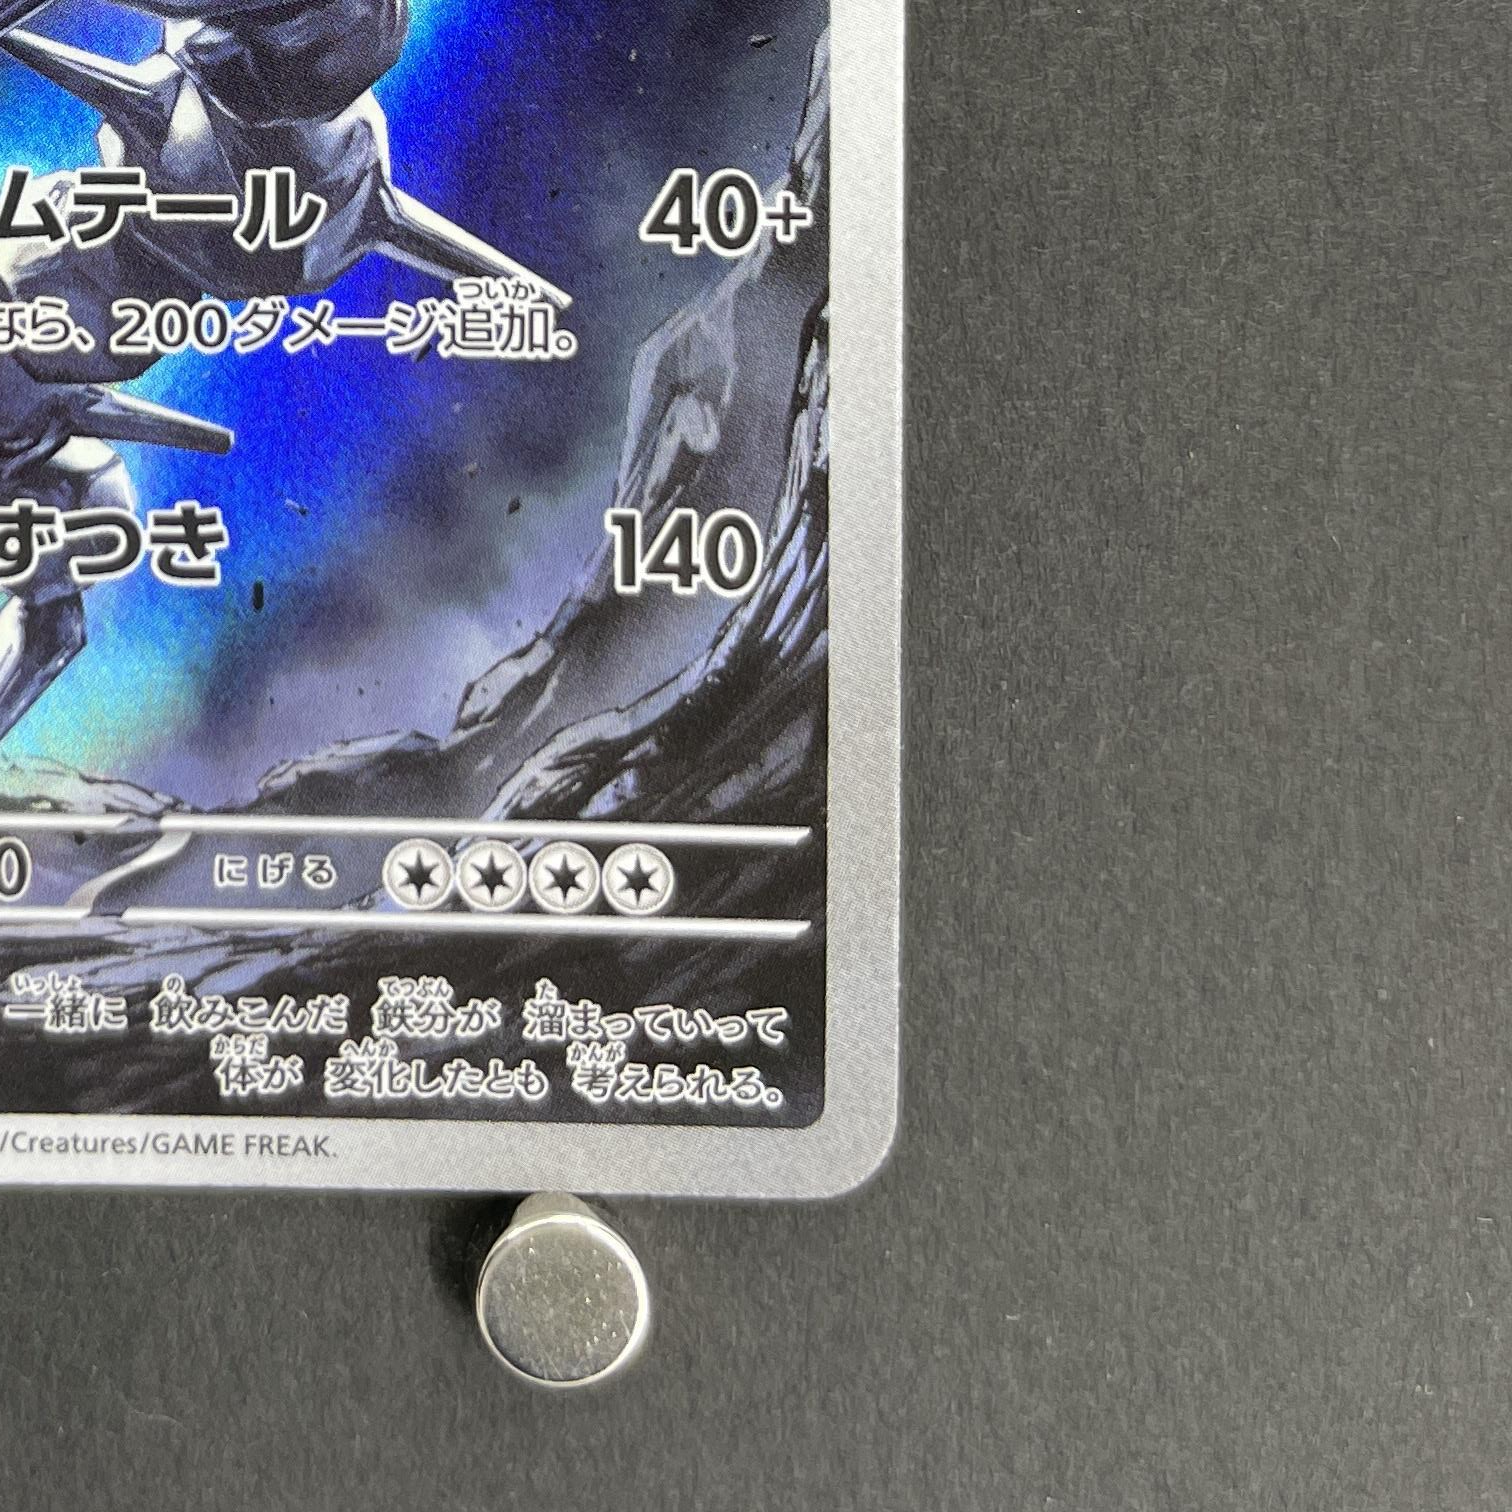 ムテール 40+
なら、200ダメージ追加。
ついか
ずつき 140
0 にげる
一緒に 飲みこんだ 鉄分が 溜まっていって
いっしょ の てつぶん た
体が 変化したとも 考えられる。
からだ へんか かんが
/Creatures/GAME FREAK.